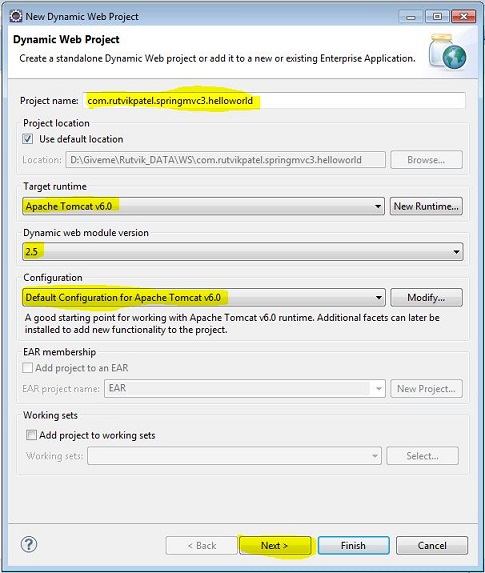 New Dynamic Web Project
Dynamic Web Project
Create a standalone Dynamic Web project or add it to a new or existing Enterprise Application.
Project name: com.rutvikpatel.springmvc3.helloworld
Project location
Use default location
Location: D:\Giveme\Rutvik_DATA\WS\com.rutvikpatel.springmvc3.helloworld Browse...
Target runtime
Apache Tomcat v6.0 New Runtime...
Dynamic web module version
2.5
Configuration
Default Configuration for Apache Tomcat v6.0 Modify...
A good starting point for working with Apache Tomcat v6.0 runtime. Additional facets can later be
installed to add new functionality to the project.
EAR membership
Add project to an EAR
EAR project name: EAR New Project...
Working sets
Add project to working sets
Working sets: Select...
? < Back Next > Finish Cancel